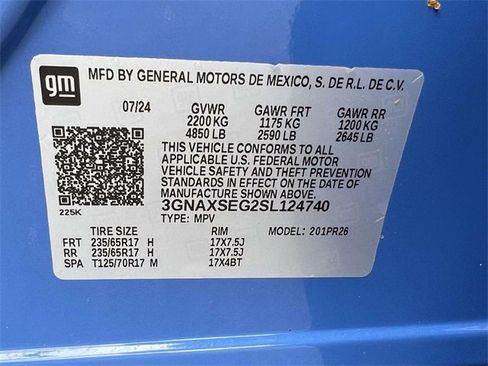 gm MFD BY GENERAL MOTORS DE MEXICO, S. DE R.L. DE C.V.
07/24 GVWR GAWR FRT GAWR RR
2200 KG 1175 KG 1200 KG
4850 LB 2590 LB 2645 LB
THIS VEHICLE CONFORMS TO ALL
APPLICABLE U.S. FEDERAL MOTOR
VEHICLE SAFETY AND THEFT PREVENTION
STANDARDS IN EFFECT ON THE DATE OF
MANUFACTURE SHOWN ABOVE.
3GNAXSEG2SL124740
225K TYPE: MPV
TIRE SIZE RIM MODEL: 201PR26
FRT 235/65R17 H 17X7.5J
RR 235/65R17 H 17X7.5J
SPA T125/70R17 M 17X4BT